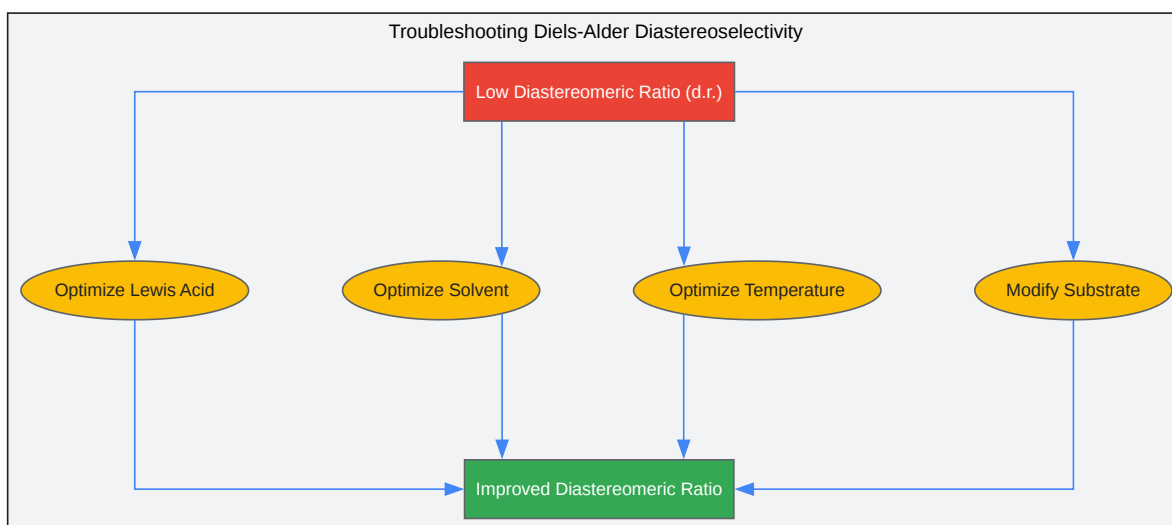 Troubleshooting Diels-Alder Diastereoselectivity
Low Diastereomeric Ratio (d.r.)
Optimize Lewis Acid
Optimize Solvent
Optimize Temperature
Modify Substrate
Improved Diastereomeric Ratio